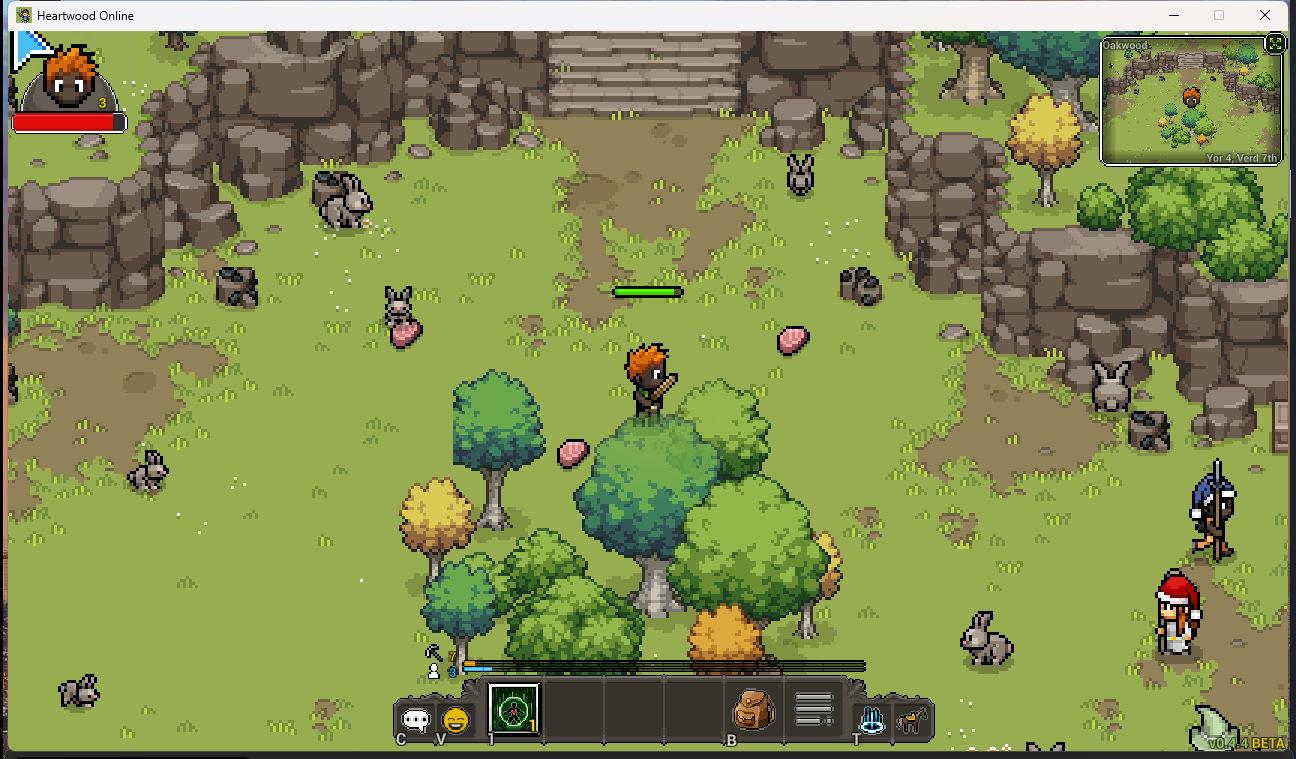 Heartwood Online
Oakwood
3
Yor 4, Verd 7th
7
3
1
C
V
1
B
T
v0.4.4 BETA